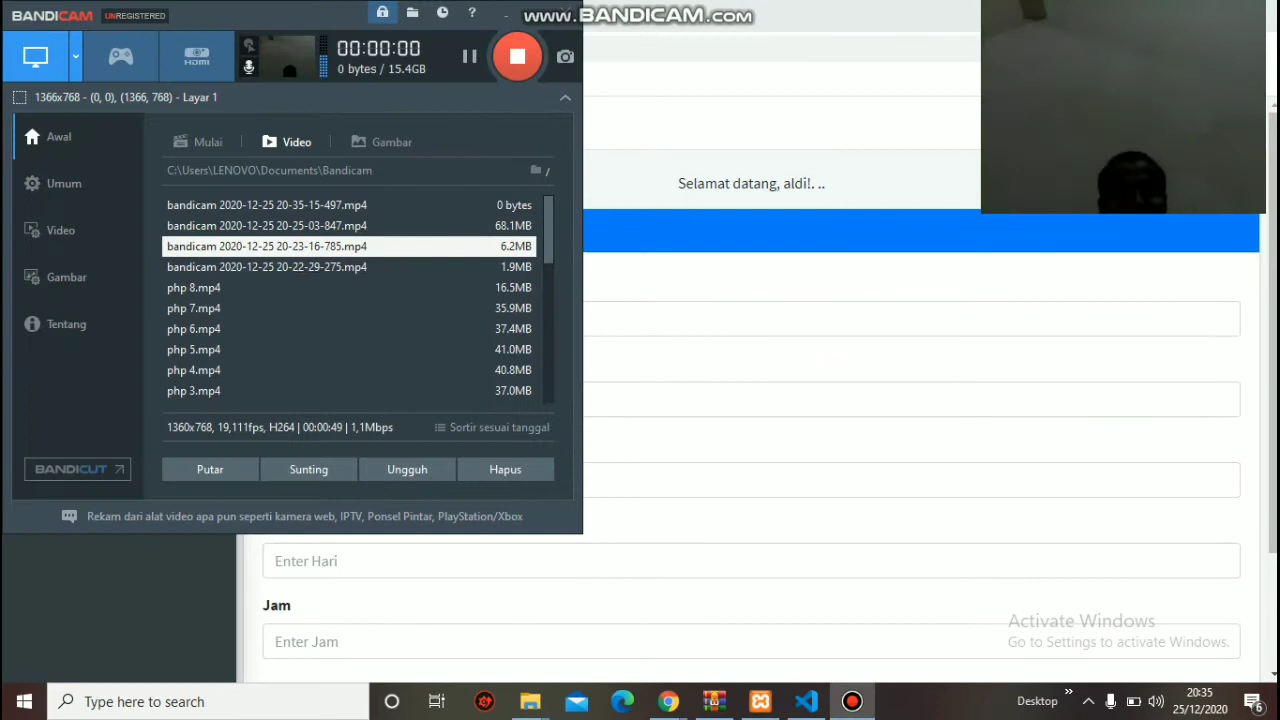 BANDICAM UNREGISTERED
www.BANDICAM.com
HDMI
00:00:00
0 bytes / 15.4GB
1366x768 - (0, 0), (1366, 768) - Layar 1
Awal
Umum
Video
Gambar
Tentang
BANDICUT
Mulai | Video | Gambar
C:\Users\LENOVO\Documents\Bandicam
/
bandicam 2020-12-25 20-35-15-497.mp4 0 bytes
bandicam 2020-12-25 20-25-03-847.mp4 68.1MB
bandicam 2020-12-25 20-23-16-785.mp4 6.2MB
bandicam 2020-12-25 20-22-29-275.mp4 1.9MB
php 8.mp4 16.5MB
php 7.mp4 35.9MB
php 6.mp4 37.4MB
php 5.mp4 41.0MB
php 4.mp4 40.8MB
php 3.mp4 37.0MB
1360x768, 19,111fps, H264 | 00:00:49 | 1,1Mbps Sortir sesuai tanggal
Putar Sunting Ungguh Hapus
Rekam dari alat video apa pun seperti kamera web, IPTV, Ponsel Pintar, PlayStation/Xbox
Selamat datang, aldi!. ..
Enter Hari
Jam
Enter Jam
Activate Windows
Go to Settings to activate Windows.
Type here to search
Desktop
20:35
25/12/2020
6